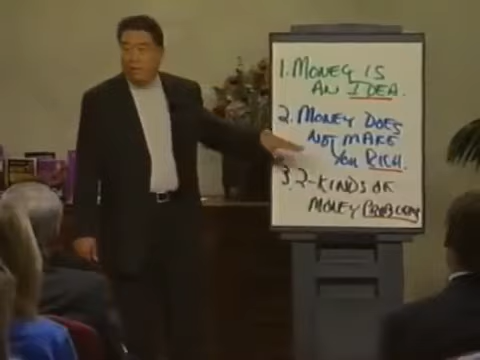 1. MONEY IS
AN IDEA.
2. MONEY DOES
NOT MAKE
YOU RICH.
3. 2-KINDS OF
MONEY PROBLEMS